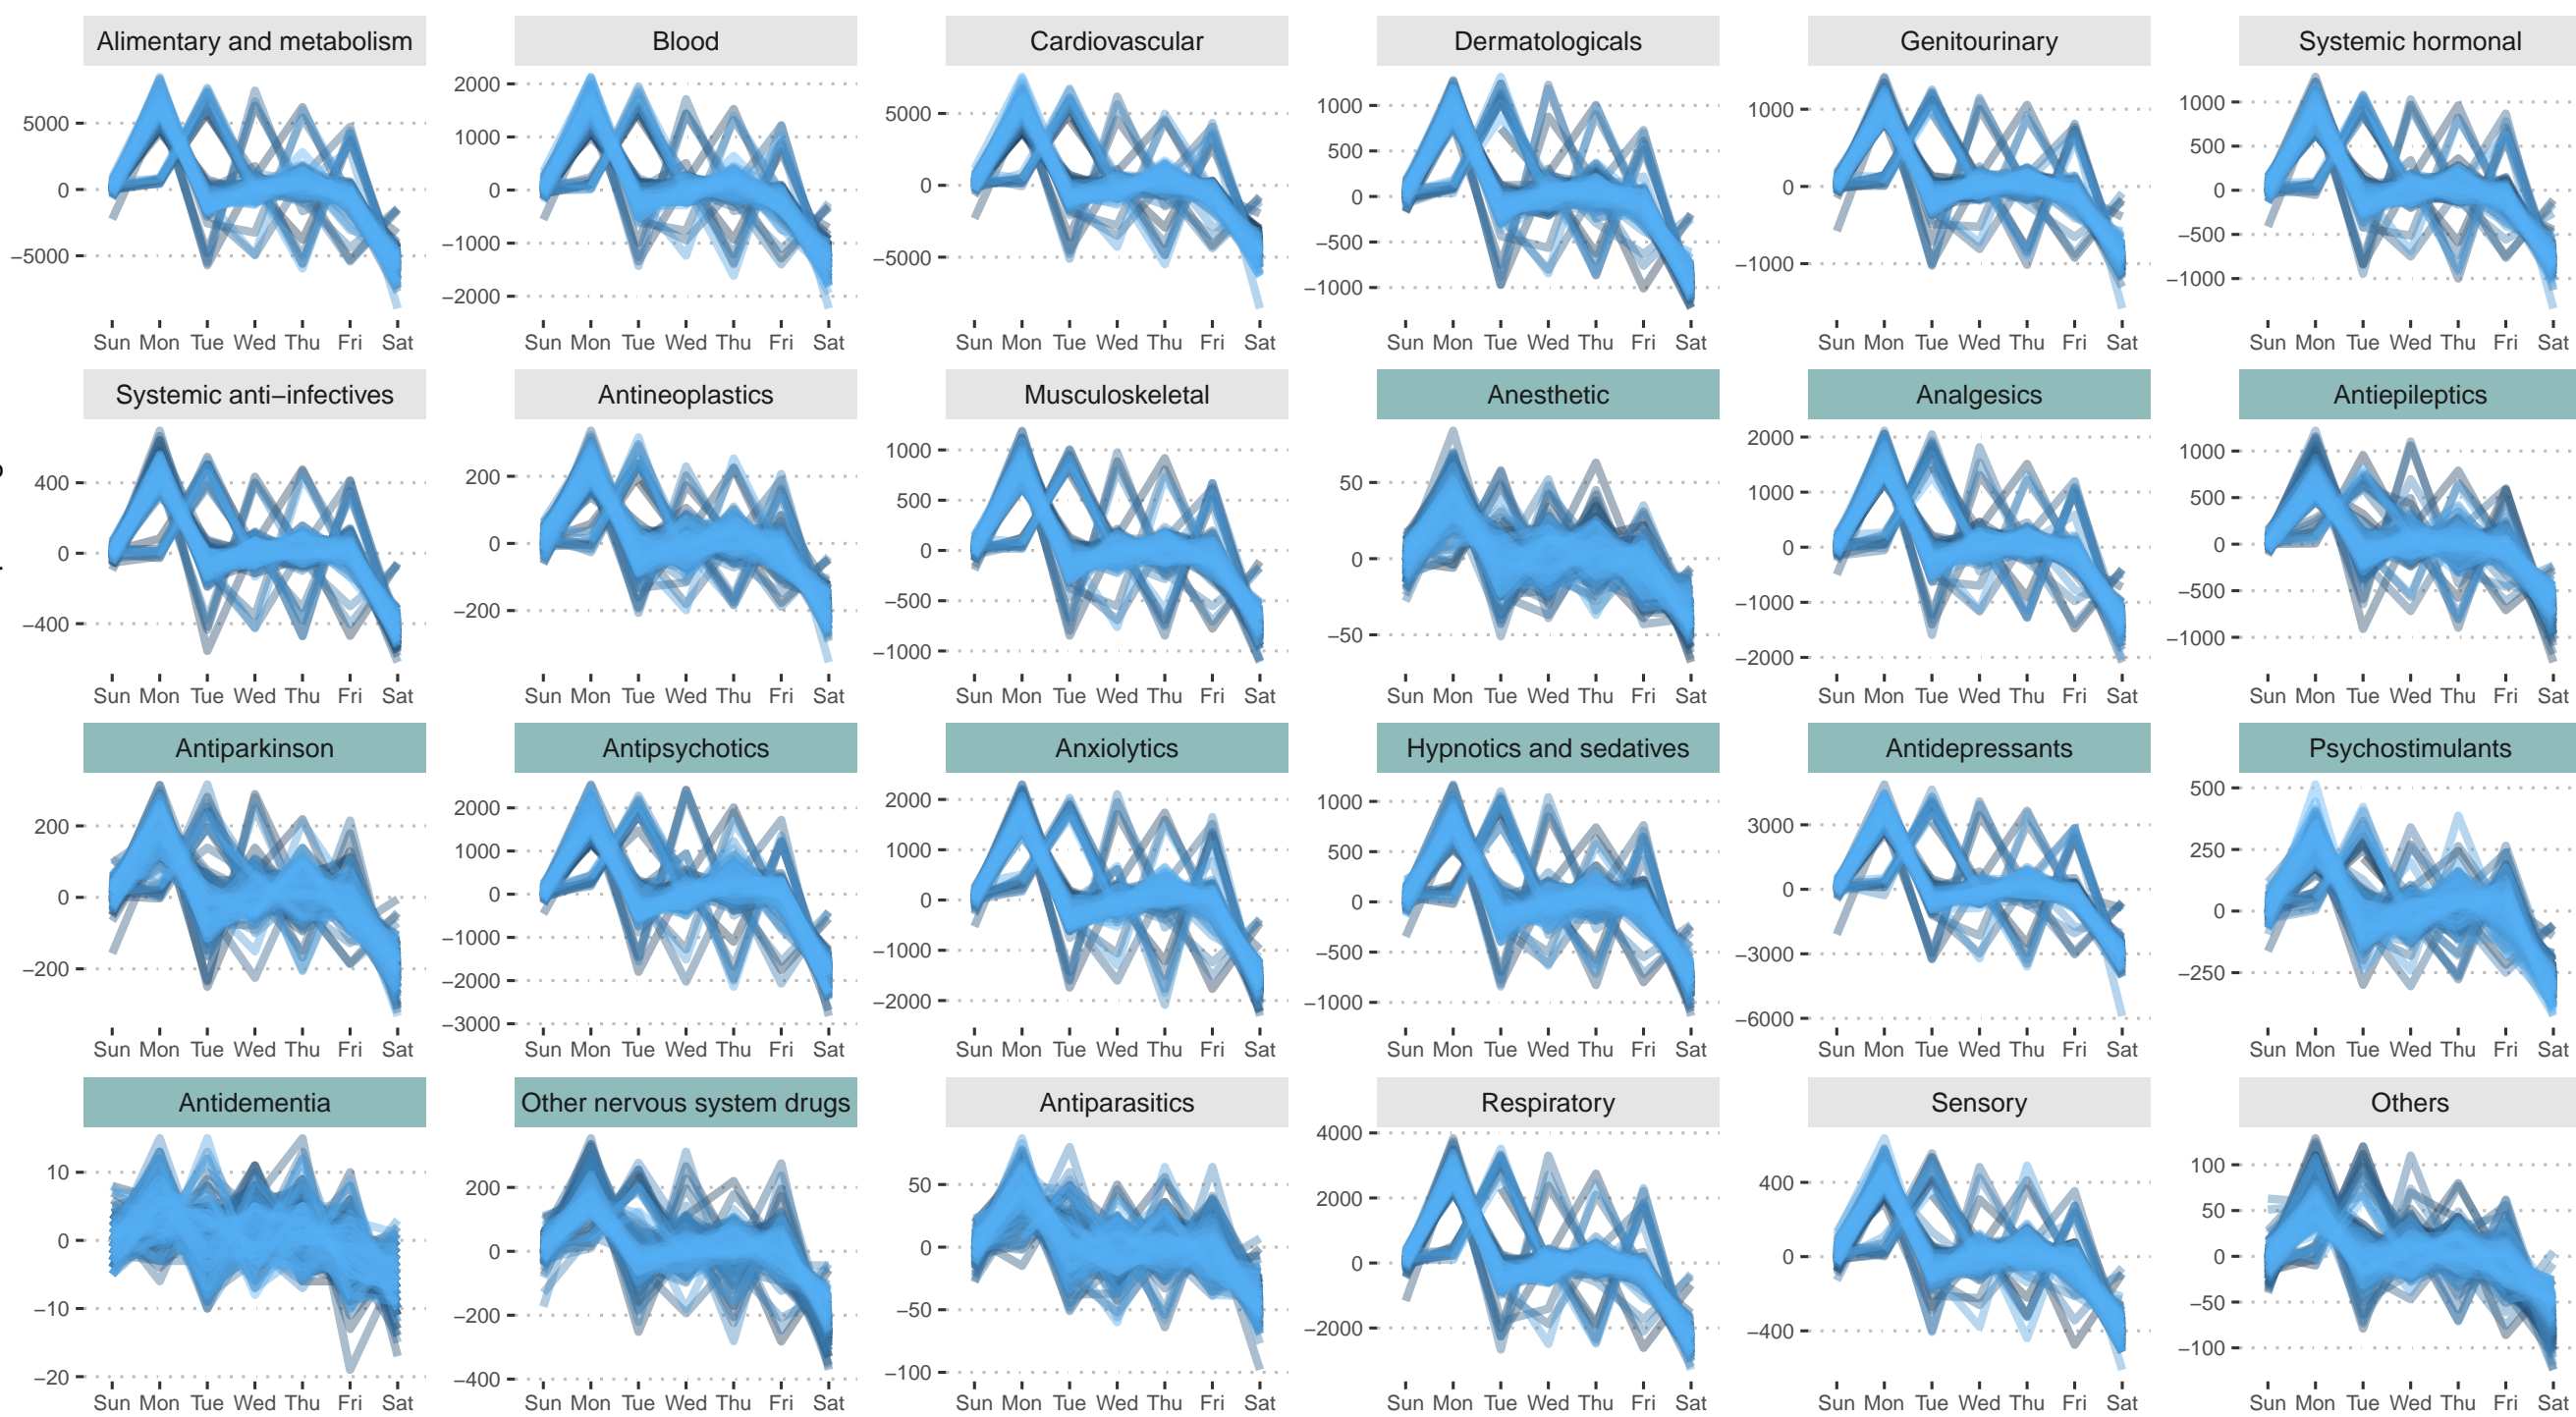 Alimentary and metabolism Blood Cardiovascular Dermatologicals Genitourinary Systemic hormonal
5000 0 −5000 2000 1000 0 −1000 −2000 5000 0 −5000 1000 500 0 −500 −1000 1000 0 −1000 1000 500 0 −500 −1000
Sun Mon Tue Wed Thu Fri Sat Sun Mon Tue Wed Thu Fri Sat Sun Mon Tue Wed Thu Fri Sat Sun Mon Tue Wed Thu Fri Sat Sun Mon Tue Wed Thu Fri Sat Sun Mon Tue Wed Thu Fri Sat
Systemic anti−infectives Antineoplastics Musculoskeletal Anesthetic Analgesics Antiepileptics
400 0 −400 200 0 −200 1000 500 0 −500 −1000 50 0 −50 2000 1000 0 −1000 −2000 1000 500 0 −500 −1000
Sun Mon Tue Wed Thu Fri Sat Sun Mon Tue Wed Thu Fri Sat Sun Mon Tue Wed Thu Fri Sat Sun Mon Tue Wed Thu Fri Sat Sun Mon Tue Wed Thu Fri Sat Sun Mon Tue Wed Thu Fri Sat
Antiparkinson Antipsychotics Anxiolytics Hypnotics and sedatives Antidepressants Psychostimulants
200 0 −200 2000 1000 0 −1000 −2000 −3000 2000 1000 0 −1000 −2000 1000 500 0 −500 −1000 3000 0 −3000 −6000 500 250 0 −250
Sun Mon Tue Wed Thu Fri Sat Sun Mon Tue Wed Thu Fri Sat Sun Mon Tue Wed Thu Fri Sat Sun Mon Tue Wed Thu Fri Sat Sun Mon Tue Wed Thu Fri Sat Sun Mon Tue Wed Thu Fri Sat
Antidementia Other nervous system drugs Antiparasitics Respiratory Sensory Others
10 0 −10 −20 200 0 −200 −400 50 0 −50 −100 4000 2000 0 −2000 400 0 −400 100 50 0 −50 −100
Sun Mon Tue Wed Thu Fri Sat Sun Mon Tue Wed Thu Fri Sat Sun Mon Tue Wed Thu Fri Sat Sun Mon Tue Wed Thu Fri Sat Sun Mon Tue Wed Thu Fri Sat Sun Mon Tue Wed Thu Fri Sat